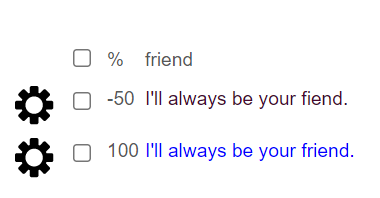 % friend
-50 I'll always be your fiend.
100 I'll always be your friend.